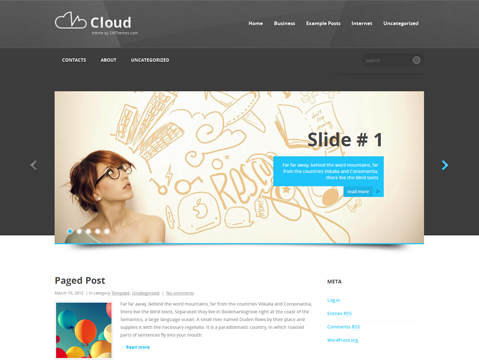 Cloud
theme by EMThemes.com
Home Business Example Posts Internet Uncategorized
CONTACTS ABOUT UNCATEGORIZED
search
Slide # 1
Far far away, behind the word mountains, far
from the countries Vokalia and Consonantia,
there live the blind texts
read more
Paged Post
META
March 15, 2012 | In category Template, Uncategorized | No comments
Far far away, behind the word mountains, far from the countries Vokalia and Consonantia,
there live the blind texts. Separated they live in Bookmarksgrove right at the coast of the
Semantics, a large language ocean. A small river named Duden flows by their place and
supplies it with the necessary regelialia. It is a paradisematic country, in which roasted
parts of sentences fly into your mouth.
Read more
Log in
Entries RSS
Comments RSS
WordPress.org